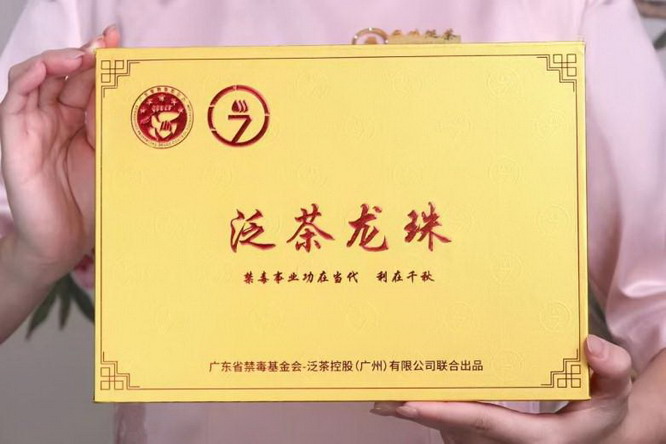 泛茶龙珠
禁毒事业功在当代 利在千秋
广东省禁毒基金会-泛茶控股(广州)有限公司联合出品